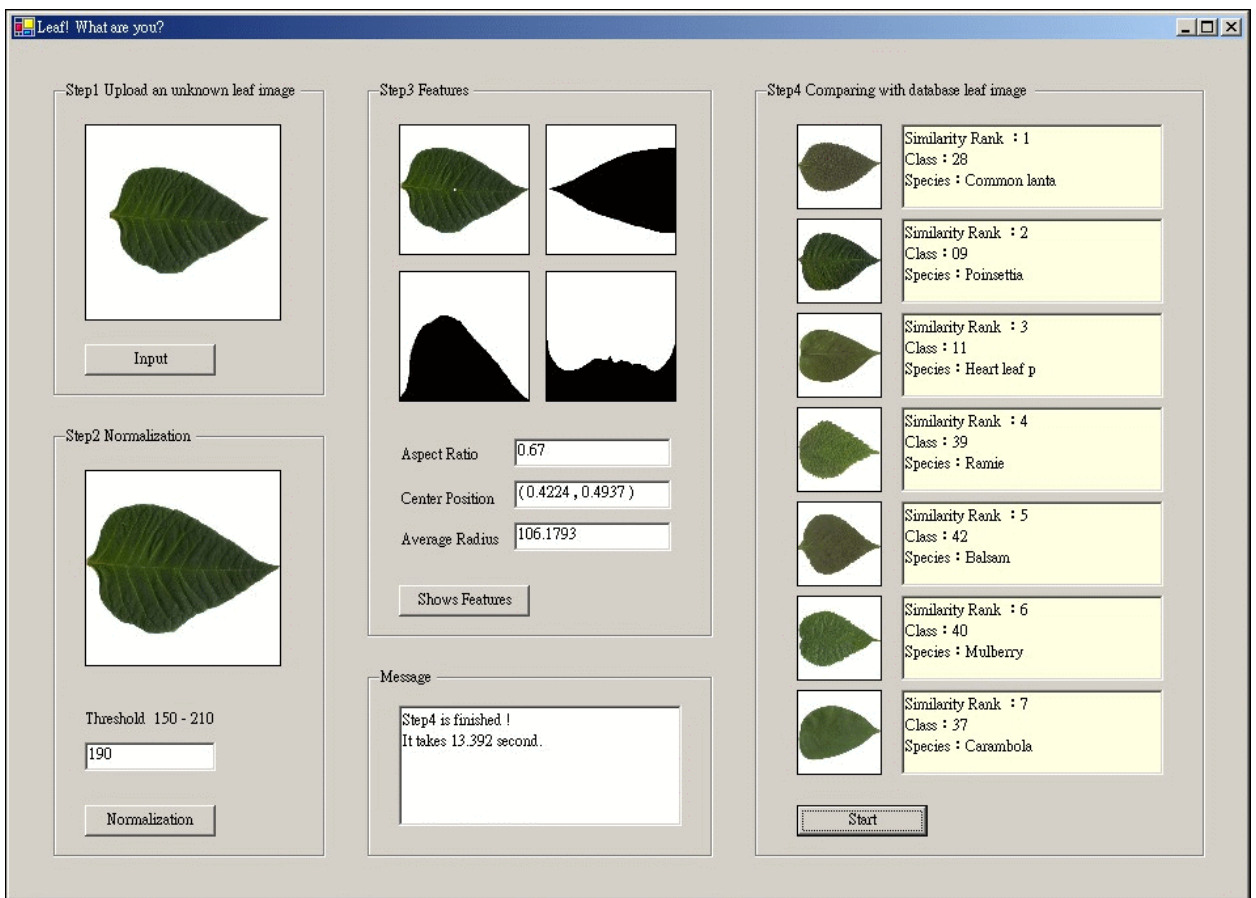 Leaf! What are you?
Step1 Upload an unknown leaf image
Input
Step2 Normalization
Threshold 150 - 210
190
Normalization
Step3 Features
Aspect Ratio
0.67
Center Position
( 0.4224 , 0.4937 )
Average Radius
106.1793
Shows Features
Message
Step4 is finished !
It takes 13.392 second.
Step4 Comparing with database leaf image
Similarity Rank : 1
Class : 28
Species : Common lanta
Similarity Rank : 2
Class : 09
Species : Poinsettia
Similarity Rank : 3
Class : 11
Species : Heart leaf p
Similarity Rank : 4
Class : 39
Species : Ramie
Similarity Rank : 5
Class : 42
Species : Balsam
Similarity Rank : 6
Class : 40
Species : Mulberry
Similarity Rank : 7
Class : 37
Species : Carambola
Start